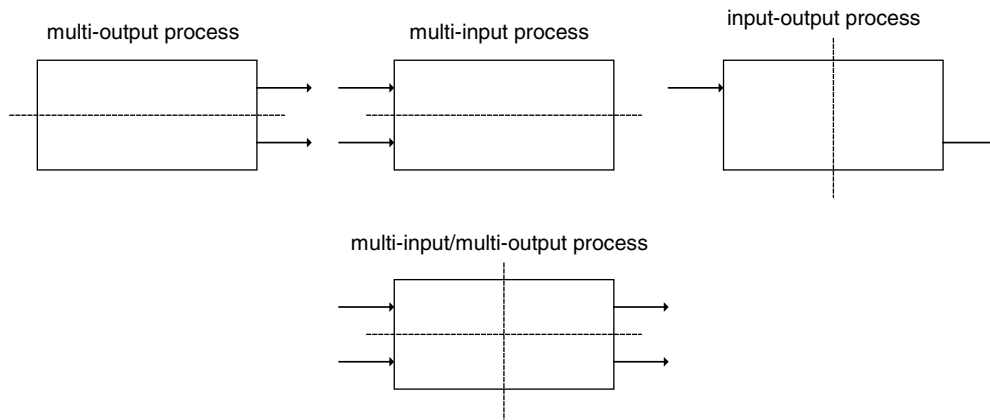 multi-output process
multi-input process
input-output process
multi-input/multi-output process